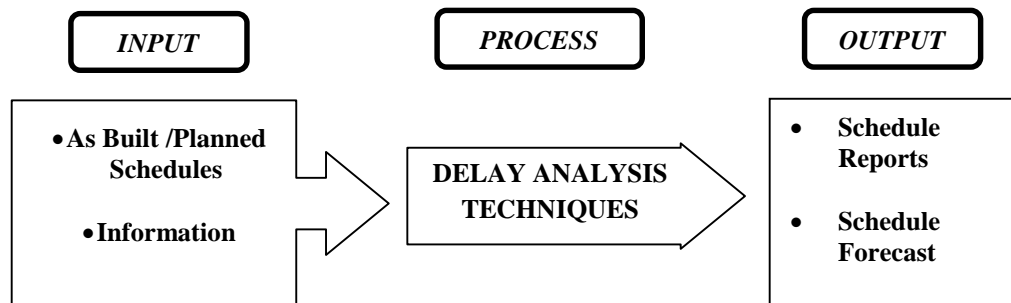 INPUT
PROCESS
OUTPUT
•As Built /Planned
Schedules
•Information
DELAY ANALYSIS
TECHNIQUES
• Schedule
Reports
• Schedule
Forecast